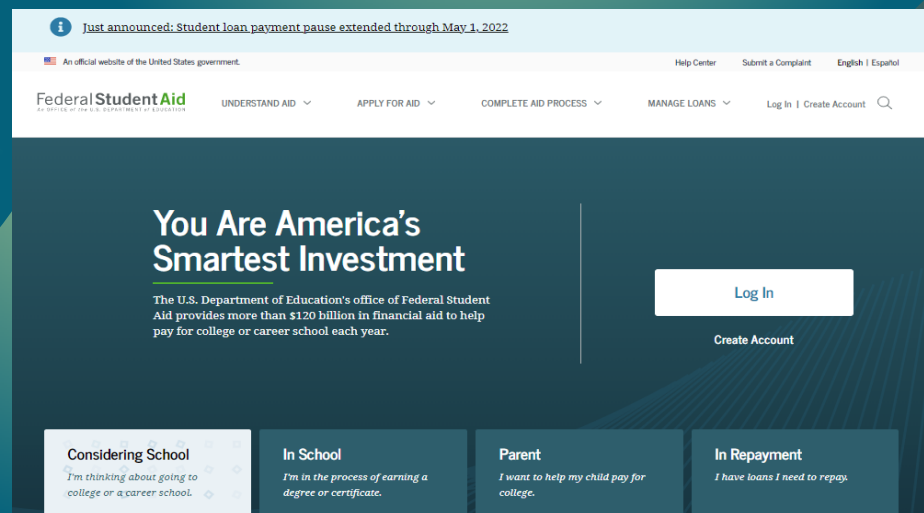 Just announced: Student loan payment pause extended through May 1, 2022
An official website of the United States government.
Help Center Submit a Complaint English | Español
Federal Student Aid
An OFFICE of the U.S. DEPARTMENT of EDUCATION
UNDERSTAND AID APPLY FOR AID COMPLETE AID PROCESS MANAGE LOANS Log In | Create Account
You Are America's
Smartest Investment
The U.S. Department of Education's office of Federal Student
Aid provides more than $120 billion in financial aid to help
pay for college or career school each year.
Log In
Create Account
Considering School
I'm thinking about going to
college or a career school.
In School
I'm in the process of earning a
degree or certificate.
Parent
I want to help my child pay for
college.
In Repayment
I have loans I need to repay.